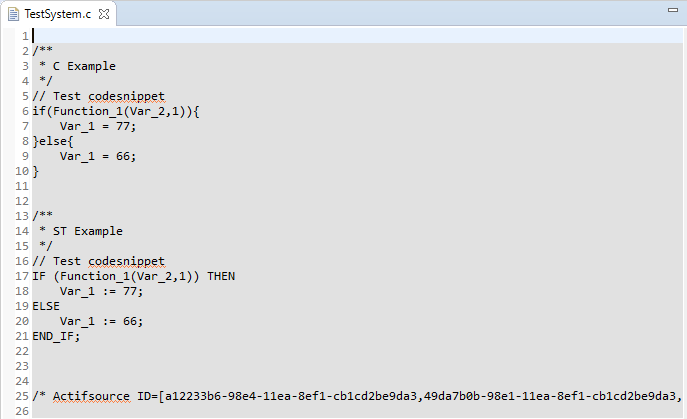 TestSystem.c
1
2 /**
3  * C Example
4  */
5 // Test codesnippet
6 if(Function_1(Var_2,1)){
7     Var_1 = 77;
8 }else{
9     Var_1 = 66;
10 }
11
12
13 /**
14  * ST Example
15  */
16 // Test codesnippet
17 IF (Function_1(Var_2,1)) THEN
18     Var_1 := 77;
19 ELSE
20     Var_1 := 66;
21 END_IF;
22
23
24
25 /* Actifsource ID=[a12233b6-98e4-11ea-8ef1-cb1cd2be9da3,49da7b0b-98e1-11ea-8ef1-cb1cd2be9da3,
26